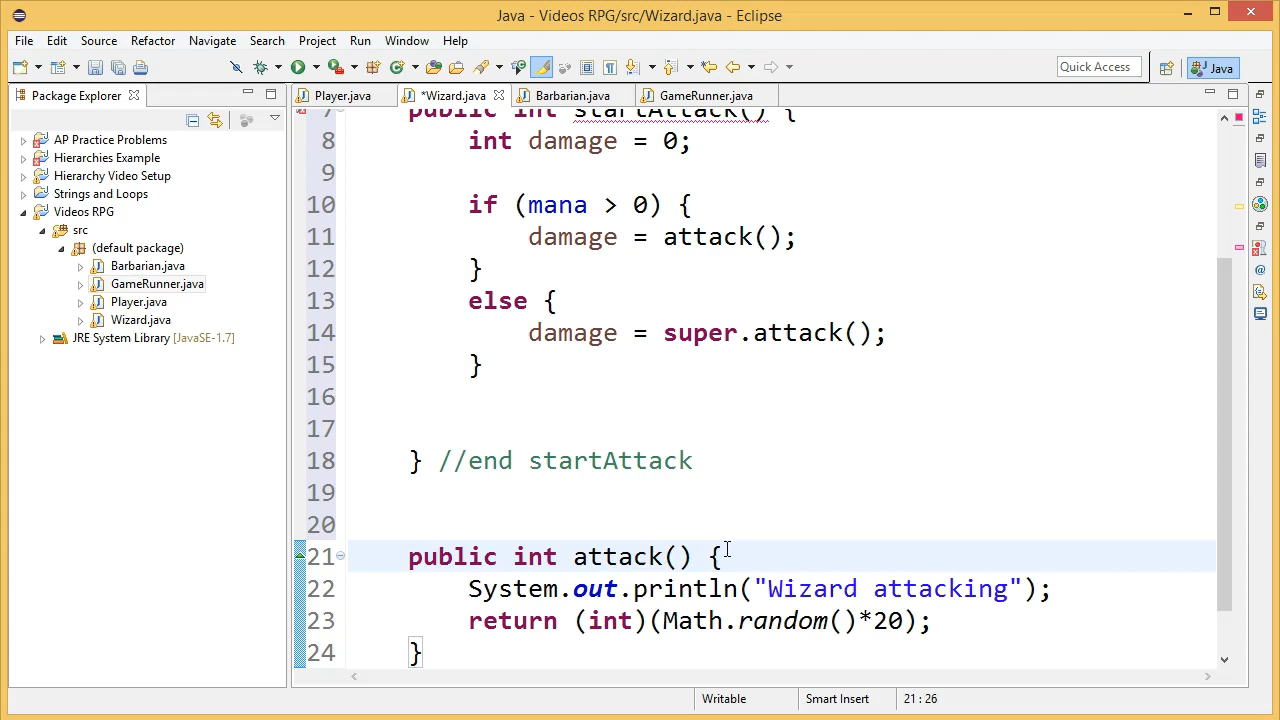 Java - Videos RPG/src/Wizard.java - Eclipse
File Edit Source Refactor Navigate Search Project Run Window Help
Quick Access
Java
Package Explorer
Player.java
*Wizard.java
Barbarian.java
GameRunner.java
AP Practice Problems
Hierarchies Example
Hierarchy Video Setup
Strings and Loops
Videos RPG
src
(default package)
Barbarian.java
GameRunner.java
Player.java
Wizard.java
JRE System Library [JavaSE-1.7]
7 public int startAttack() {
8 int damage = 0;
9
10 if (mana > 0) {
11 damage = attack();
12 }
13 else {
14 damage = super.attack();
15 }
16
17
18 } //end startAttack
19
20
21 public int attack() {
22 System.out.println("Wizard attacking");
23 return (int)(Math.random()*20);
24 }
Writable
Smart Insert
21 : 26